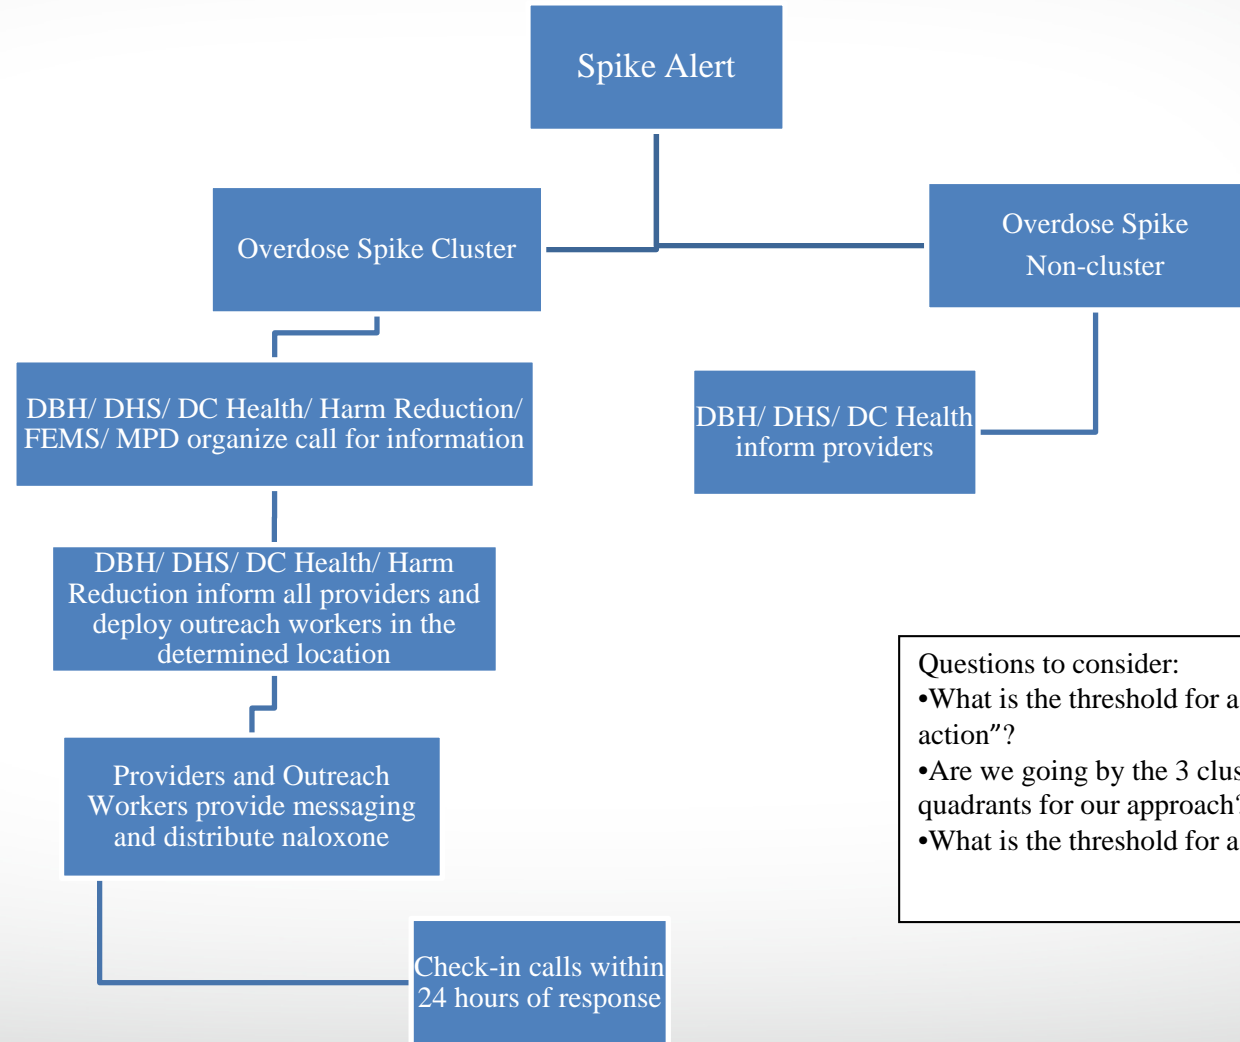 Spike Alert
Overdose Spike Cluster
Overdose Spike
Non-cluster
DBH/ DHS/ DC Health/ Harm Reduction/
FEMS/ MPD organize call for information
DBH/ DHS/ DC Health
inform providers
DBH/ DHS/ DC Health/ Harm
Reduction inform all providers and
deploy outreach workers in the
determined location
Providers and Outreach
Workers provide messaging
and distribute naloxone
Check-in calls within
24 hours of response
Questions to consider:
•What is the threshold for a
action”?
•Are we going by the 3 clus
quadrants for our approach?
•What is the threshold for a